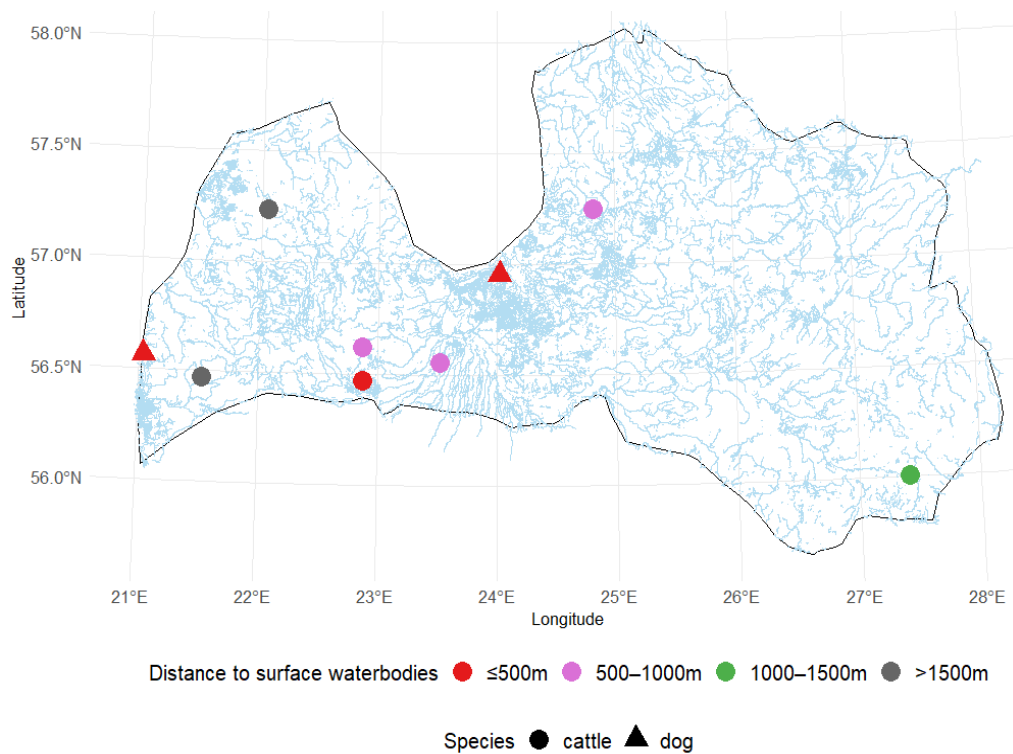 58.0°N
57.5°N
57.0°N
56.5°N
56.0°N
Latitude
21°E 22°E 23°E 24°E 25°E 26°E 27°E 28°E
Longitude
Distance to surface waterbodies ≤500m 500–1000m 1000–1500m >1500m
Species cattle dog